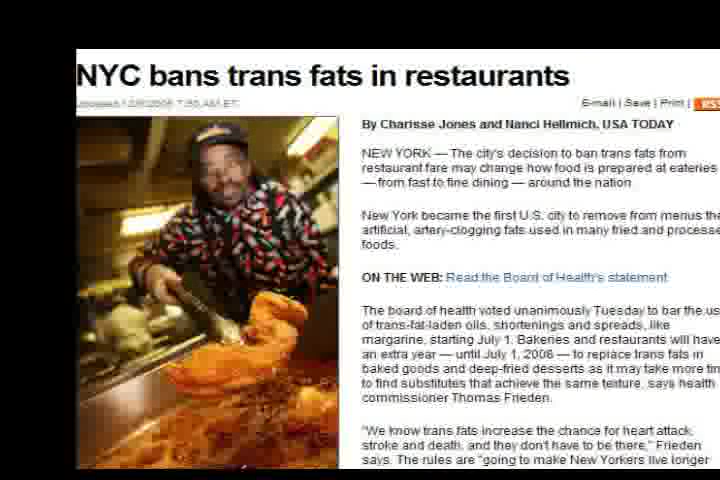 NYC bans trans fats in restaurants
E-mail | Save | Print | RSS
By Charisse Jones and Nanci Hellmich, USA TODAY
NEW YORK — The city's decision to ban trans fats from
restaurant fare may change how food is prepared at eateries
— from fast to fine dining — around the nation
New York became the first U.S. city to remove from menus the
artificial, artery-clogging fats used in many fried and processe
foods.
ON THE WEB: Read the Board of Health's statement
The board of health voted unanimously Tuesday to bar the us
of trans-fat-laden oils, shortenings and spreads, like
margarine, starting July 1. Bakeries and restaurants will have
an extra year — until July 1, 2008 — to replace trans fats in
baked goods and deep-fried desserts as it may take more tim
to find substitutes that achieve the same texture, says health
commissioner Thomas Frieden.
"We know trans fats increase the chance for heart attack,
stroke and death, and they don't have to be there," Frieden
says. The rules are "going to make New Yorkers live longer